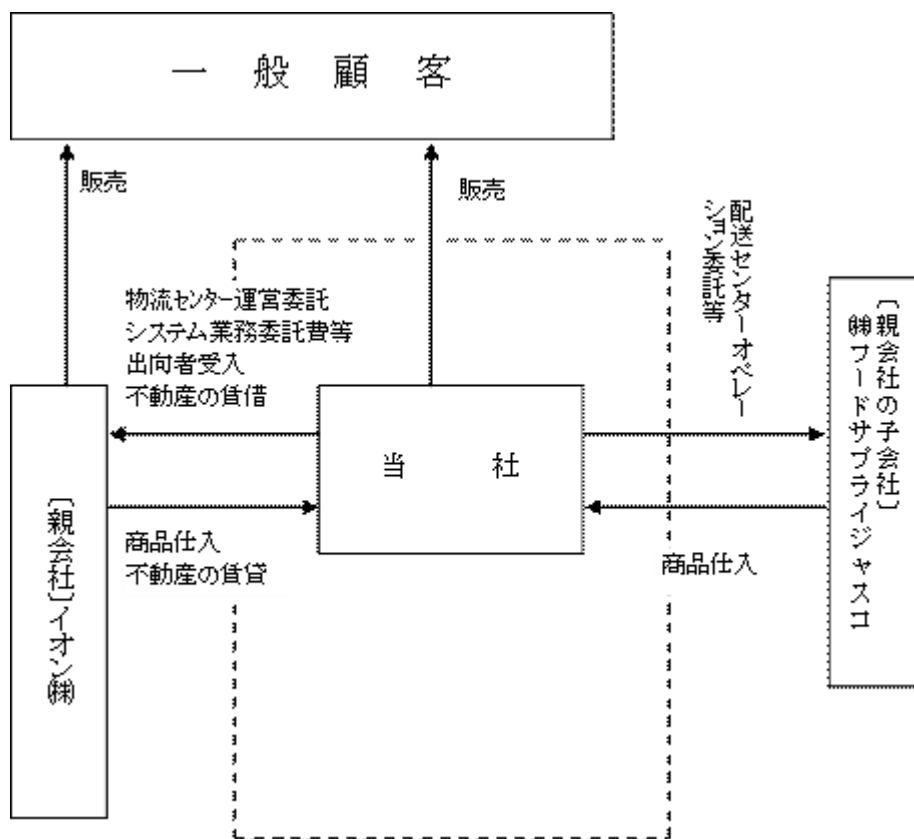 一般顧客
販売
販売
配送センターオペレー
ション委託等
物流センター運営委託
システム業務委託費等
出向者受入
不動産の賃借
〔親会社の子会社〕
㈱フードサプライジャスコ
当社
〔親会社〕イオン㈱
商品仕入
不動産の賃貸
商品仕入